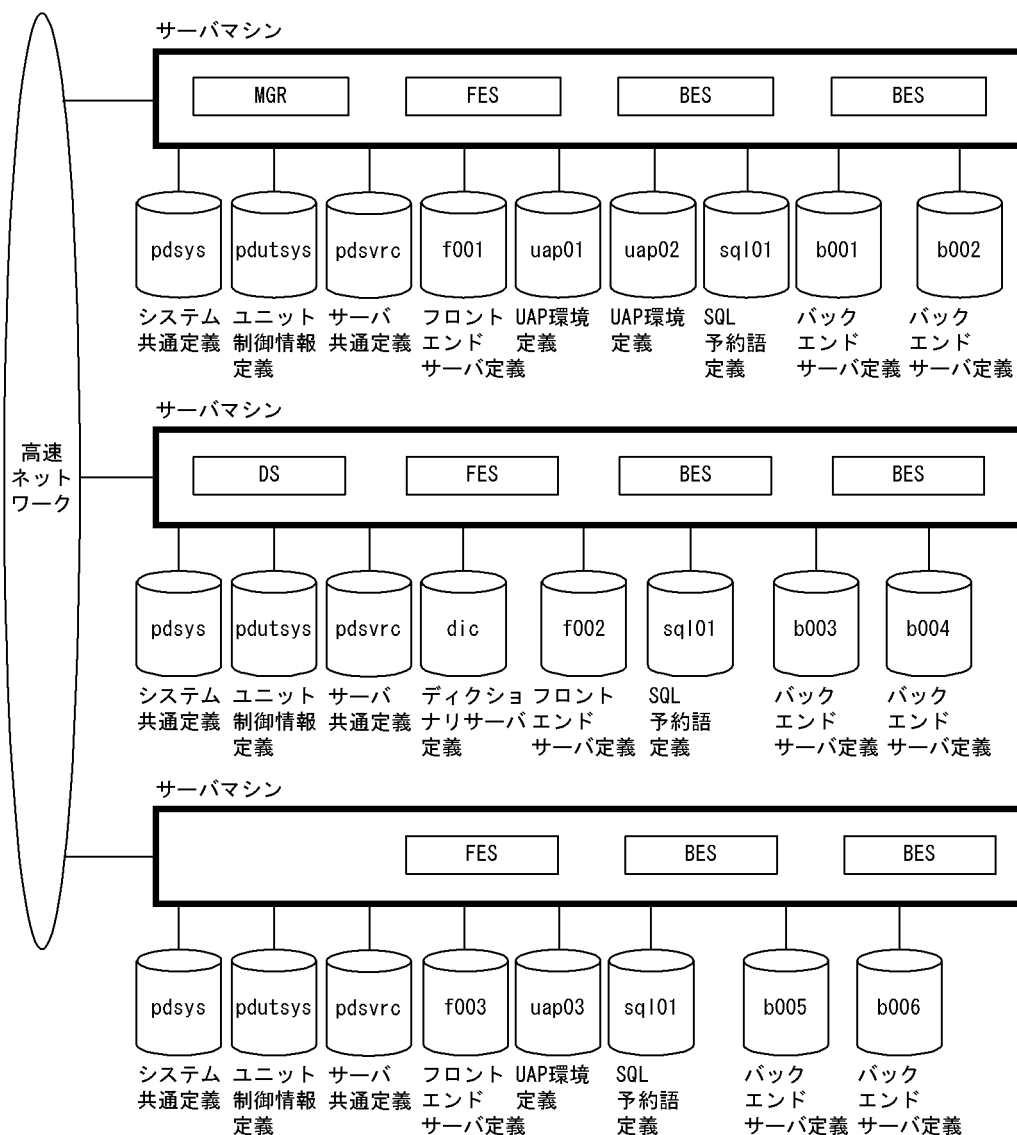 サーバマシン
MGR
FES
BES
BES
pdsys
pdutsys
pdsvrc
f001
uap01
uap02
sql01
b001
b002
システム
共通定義
ユニット
制御情報
定義
サーバ
共通定義
フロント
エンド
サーバ定義
UAP環境
定義
UAP環境
定義
SQL
予約語
定義
バック
エンド
サーバ定義
バック
エンド
サーバ定義
高速
ネット
ワーク
サーバマシン
DS
FES
BES
BES
pdsys
pdutsys
pdsvrc
dic
f002
sql01
b003
b004
システム
共通定義
ユニット
制御情報
定義
サーバ
共通定義
ディクショ
ナリサーバ
定義
フロント
エンド
サーバ定義
SQL
予約語
定義
バック
エンド
サーバ定義
バック
エンド
サーバ定義
サーバマシン
FES
BES
BES
pdsys
pdutsys
pdsvrc
f003
uap03
sql01
b005
b006
システム
共通定義
ユニット
制御情報
定義
サーバ
共通定義
フロント
エンド
サーバ定義
UAP環境
定義
SQL
予約語
定義
バック
エンド
サーバ定義
バック
エンド
サーバ定義